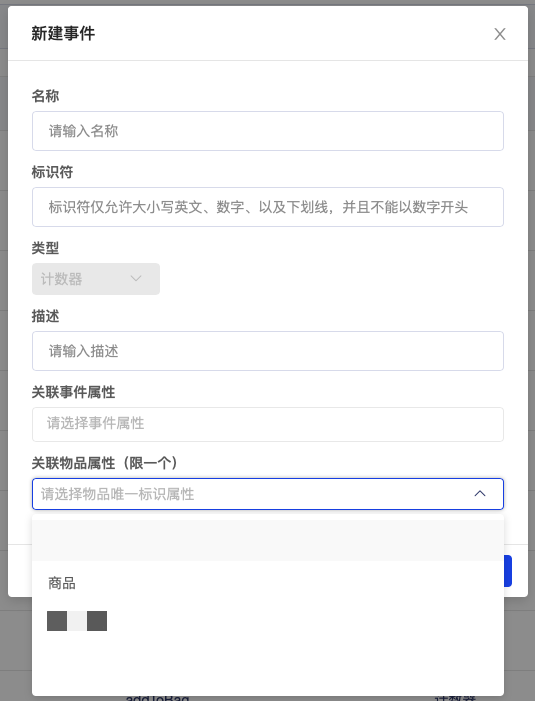 新建事件
名称
请输入名称
标识符
标识符仅允许大小写英文、数字、以及下划线，并且不能以数字开头
类型
计数器
描述
请输入描述
关联事件属性
请选择事件属性
关联物品属性（限一个）
请选择物品唯一标识属性
商品
addToBag 计数器